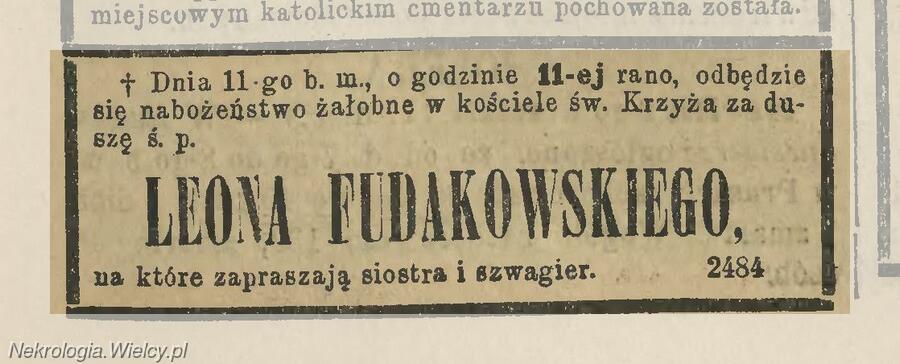 miejscowym katolickim cmentarzu pochowana została.
† Dnia 11-go b. m., o godzinie 11-ej rano, odbędzie
się nabożeństwo żałobne w kościele św. Krzyża za du-
szę ś. p.
LEONA FUDAKOWSKIEGO,
na które zapraszają siostra i szwagier. 2484
Nekrologia.Wielcy.pl